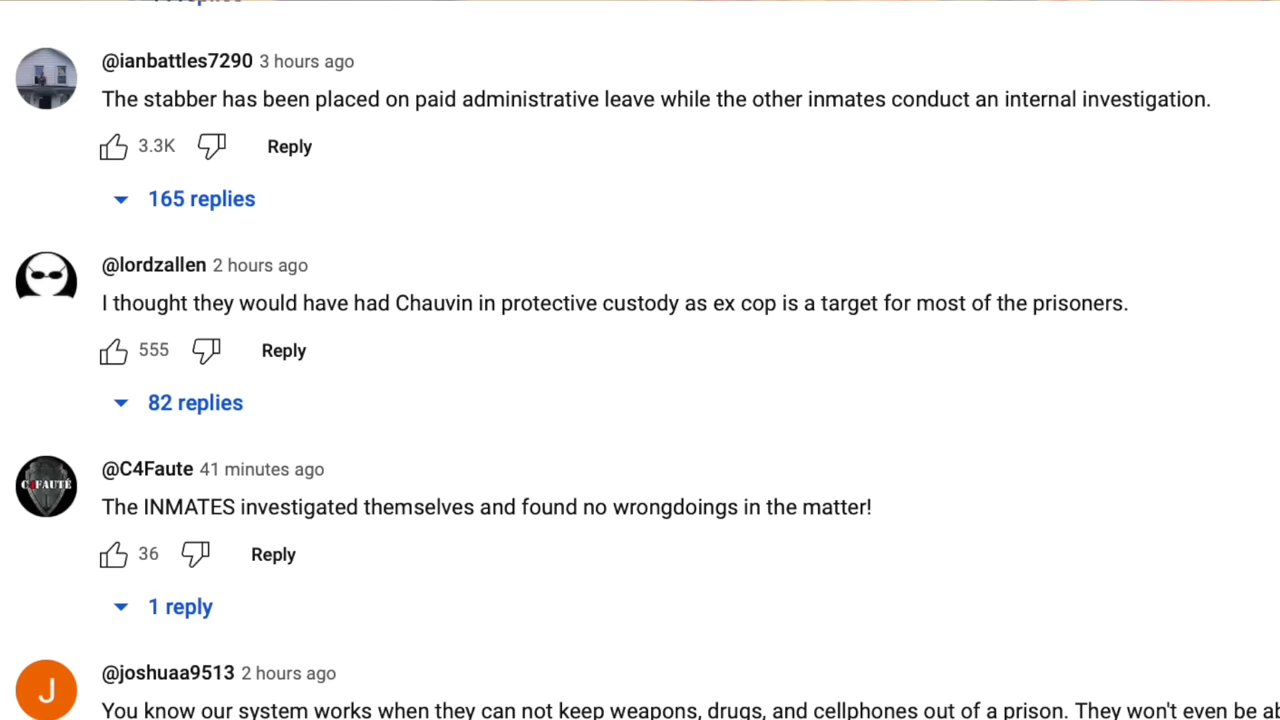 @ianbattles7290 3 hours ago
The stabber has been placed on paid administrative leave while the other inmates conduct an internal investigation.
3.3K Reply
165 replies
@lordzallen 2 hours ago
I thought they would have had Chauvin in protective custody as ex cop is a target for most of the prisoners.
555 Reply
82 replies
C4FAUTÉ
@C4Faute 41 minutes ago
The INMATES investigated themselves and found no wrongdoings in the matter!
36 Reply
1 reply
J
@joshuaa9513 2 hours ago
You know our system works when they can not keep weapons, drugs, and cellphones out of a prison. They won't even be